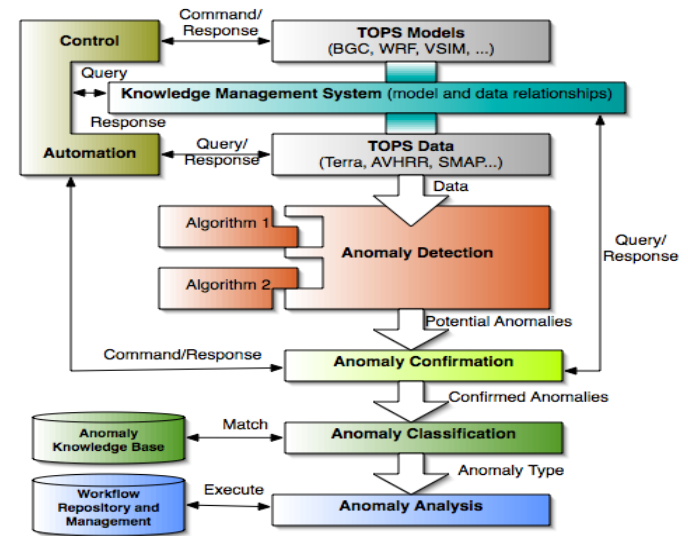 Command/
Response
Control
TOPS Models
(BGC, WRF, VSIM, ...)
Query
Knowledge Management System (model and data relationships)
Response
Automation
Query/
Response
TOPS Data
(Terra, AVHRR, SMAP...)
Data
Algorithm 1
Anomaly Detection
Query/
Response
Algorithm 2
Potential Anomalies
Command/Response
Anomaly Confirmation
Confirmed Anomalies
Anomaly
Knowledge Base
Match
Anomaly Classification
Anomaly Type
Workflow
Repository and
Management
Execute
Anomaly Analysis